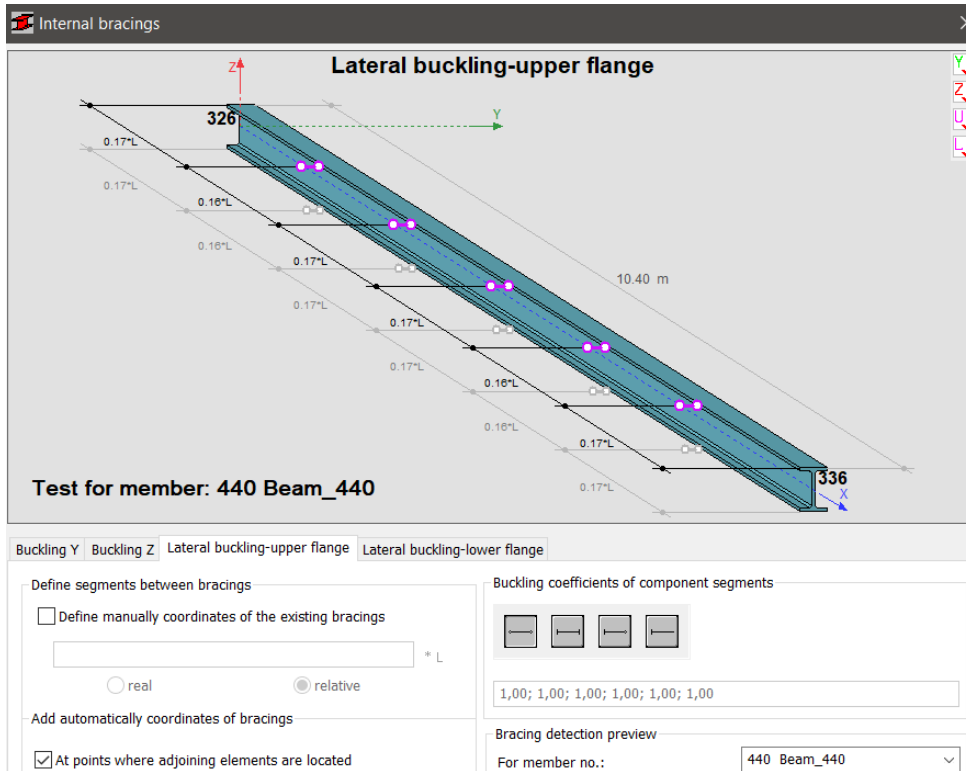 Internal bracings
Lateral buckling-upper flange
Z
Y
Z
U
L
326
Y
0.17*L
0.17*L
0.16*L
0.16*L
0.17*L
10.40 m
0.17*L
0.17*L
0.17*L
0.16*L
0.16*L
0.17*L
0.17*L
336
X
Test for member: 440 Beam_440
Buckling Y Buckling Z Lateral buckling-upper flange Lateral buckling-lower flange
Define segments between bracings
Define manually coordinates of the existing bracings
* L
real relative
Add automatically coordinates of bracings
At points where adjoining elements are located
Buckling coefficients of component segments
1,00; 1,00; 1,00; 1,00; 1,00; 1,00
Bracing detection preview
For member no.: 440 Beam_440